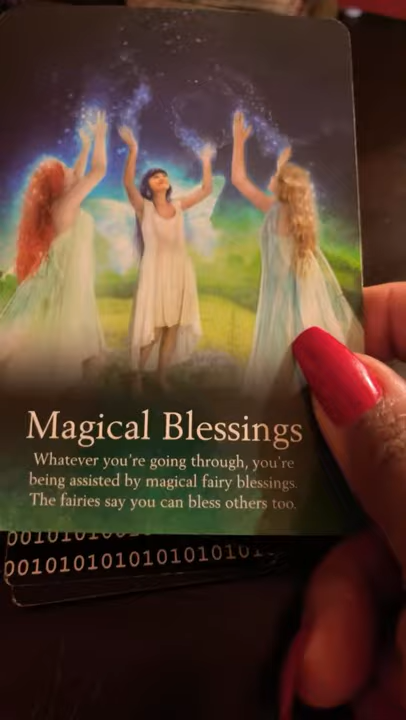 Magical Blessings
Whatever you're going through, you're
being assisted by magical fairy blessings.
The fairies say you can bless others too.
001010101010101010101